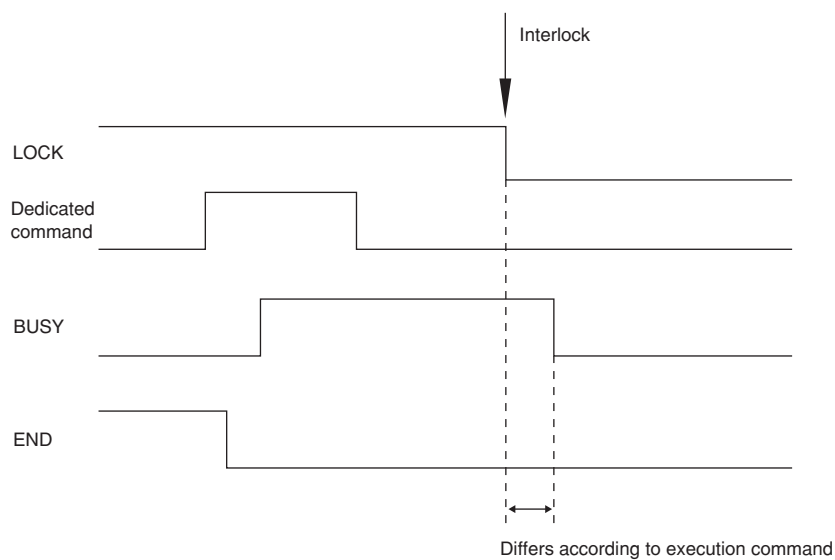 Interlock
LOCK
Dedicated
command
BUSY
END
Differs according to execution command